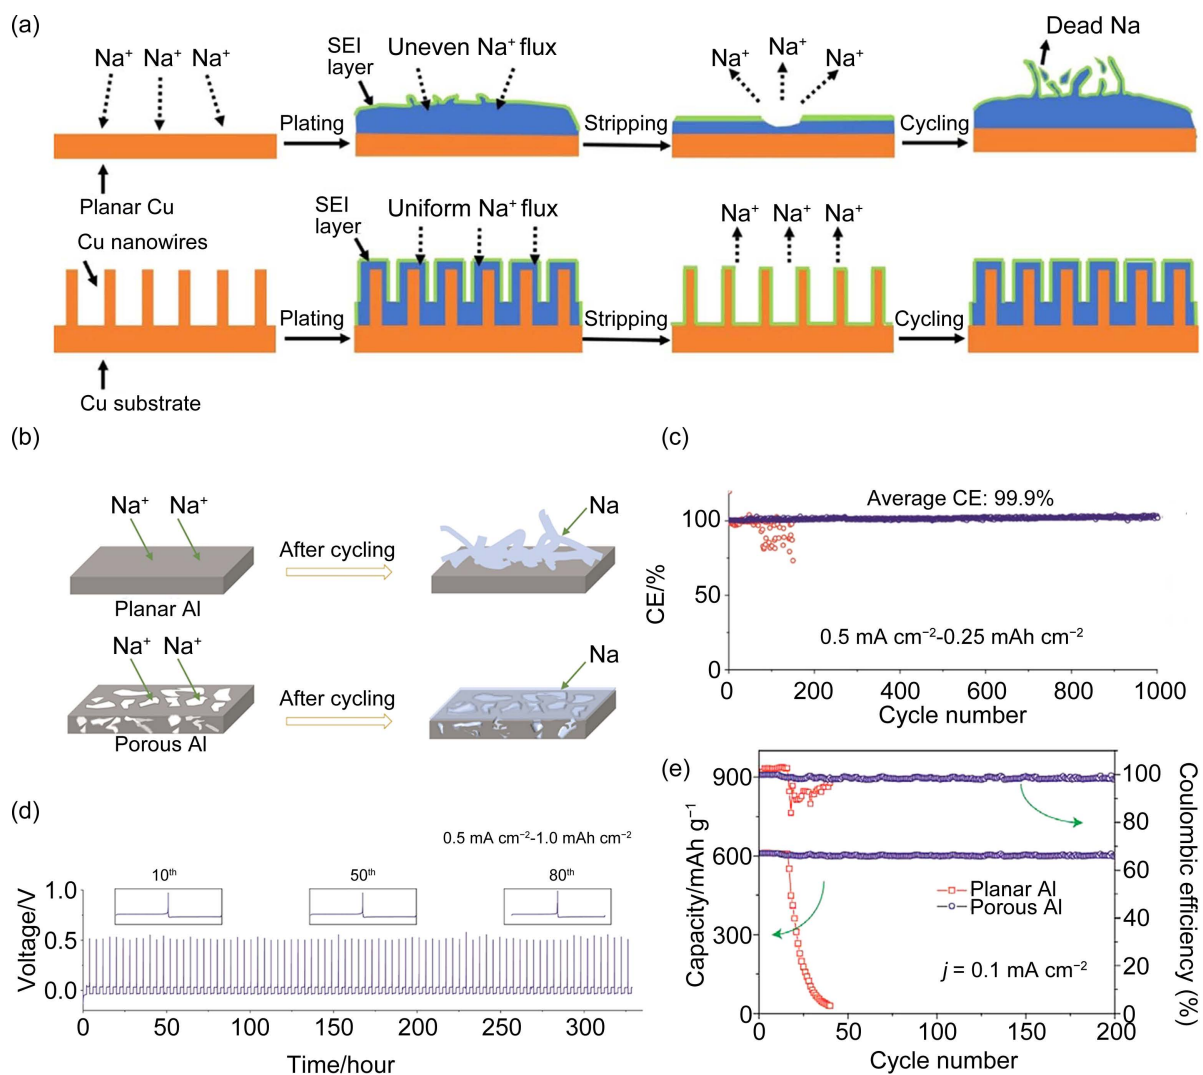 (a)
Na⁺ Na⁺ Na⁺
SEI
layer
Uneven Na⁺ flux
Na⁺ Na⁺ Na⁺
Dead Na
Plating
Stripping
Cycling
Planar Cu
Cu nanowires
SEI
layer
Uniform Na⁺ flux
Na⁺ Na⁺ Na⁺
Plating
Stripping
Cycling
Cu substrate
(b)
Na⁺ Na⁺
Na
After cycling
Planar Al
Na⁺ Na⁺
Na
After cycling
Porous Al
(c)
Average CE: 99.9%
100
50
0
CE/%
0.5 mA cm⁻²-0.25 mAh cm⁻²
0 200 400 600 800 1000
Cycle number
(d)
0.5 mA cm⁻²-1.0 mAh cm⁻²
10ᵗʰ 50ᵗʰ 80ᵗʰ
1.0
0.5
0.0
Voltage/V
0 50 100 150 200 250 300
Time/hour
(e)
900
600
300
0
Capacity/mAh g⁻¹
100
80
60
40
20
0
Coulombic efficiency (%)
Planar Al
Porous Al
j = 0.1 mA cm⁻²
0 50 100 150 200
Cycle number